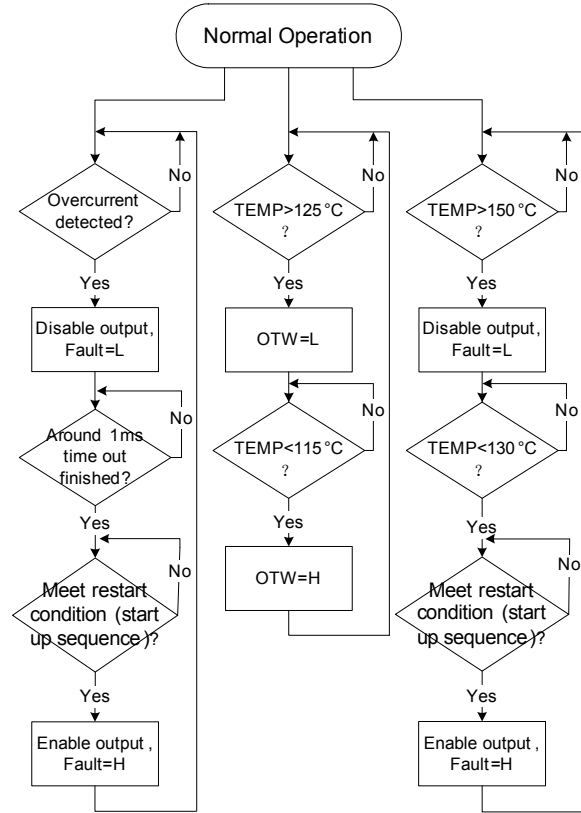 Normal Operation
No
Overcurrent
detected?
Yes
Disable output,
Fault=L
No
Around 1ms
time out
finished?
Yes
No
Meet restart
condition (start
up sequence)?
Yes
Enable output,
Fault=H
No
TEMP>125°C
?
Yes
OTW=L
No
TEMP<115°C
?
Yes
OTW=H
No
TEMP>150°C
?
Yes
Disable output,
Fault=L
No
TEMP<130°C
?
Yes
No
Meet restart
condition (start
up sequence)?
Yes
Enable output,
Fault=H